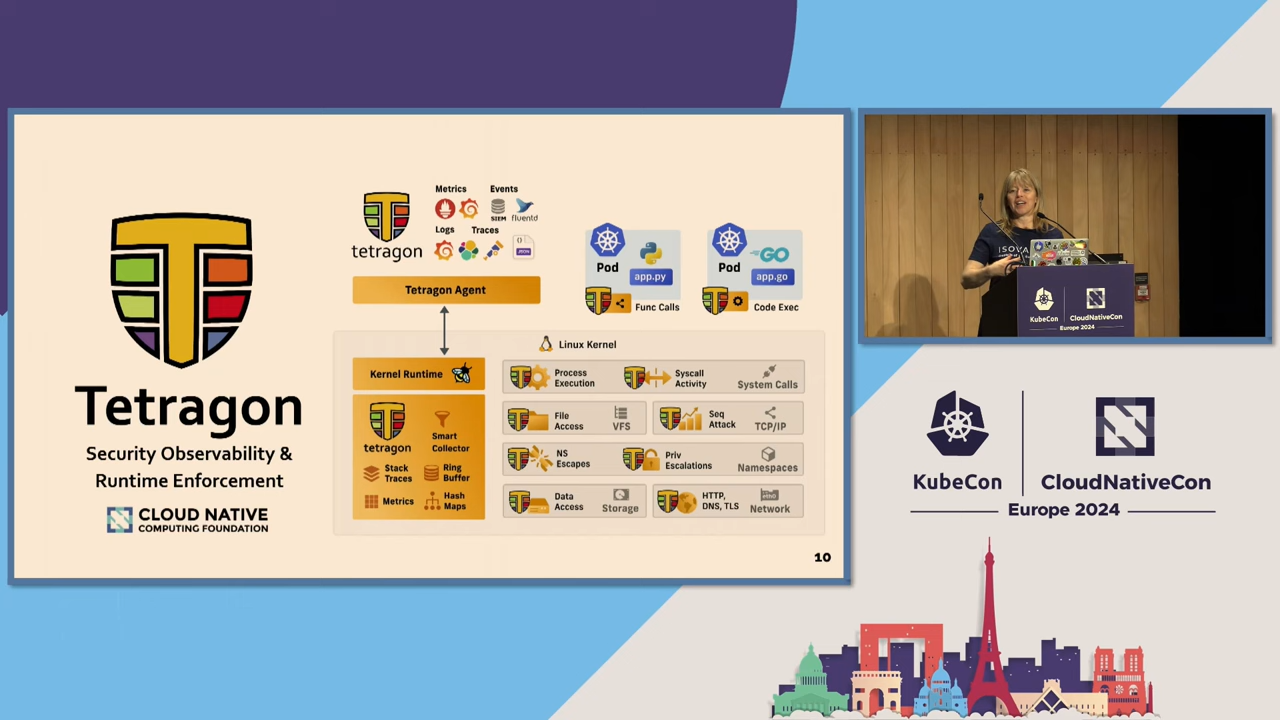 Tetragon
Security Observability &
Runtime Enforcement
CLOUD NATIVE
COMPUTING FOUNDATION
tetragon
Metrics
Events
SIEM
fluentd
Logs
Traces
JSON
Tetragon Agent
Pod
app.py
Func Calls
Pod
GO
app.go
Code Exec
Linux Kernel
Kernel Runtime
tetragon
Smart
Collector
Stack
Traces
Ring
Buffer
Metrics
Hash
Maps
Process
Execution
Syscall
Activity
System Calls
File
Access
VFS
Seq
Attack
TCP/IP
NS
Escapes
Priv
Escalations
Namespaces
Data
Access
Storage
HTTP,
DNS, TLS
Network
10
ISOVA
KubeCon
CloudNativeCon
Europe 2024
KubeCon
CloudNativeCon
Europe 2024